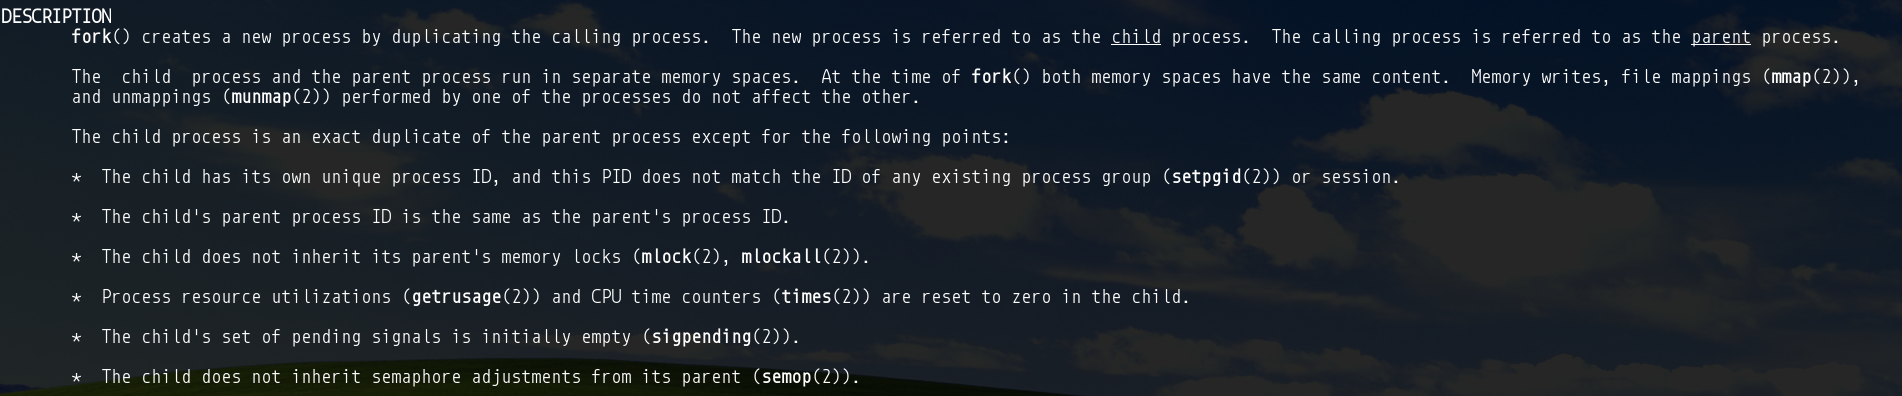 DESCRIPTION
fork() creates a new process by duplicating the calling process.  The new process is referred to as the child process.  The calling process is referred to as the parent process.
The  child  process and the parent process run in separate memory spaces.  At the time of fork() both memory spaces have the same content.  Memory writes, file mappings (mmap(2)),
and unmappings (munmap(2)) performed by one of the processes do not affect the other.
The child process is an exact duplicate of the parent process except for the following points:
*  The child has its own unique process ID, and this PID does not match the ID of any existing process group (setpgid(2)) or session.
*  The child's parent process ID is the same as the parent's process ID.
*  The child does not inherit its parent's memory locks (mlock(2), mlockall(2)).
*  Process resource utilizations (getrusage(2)) and CPU time counters (times(2)) are reset to zero in the child.
*  The child's set of pending signals is initially empty (sigpending(2)).
*  The child does not inherit semaphore adjustments from its parent (semop(2)).